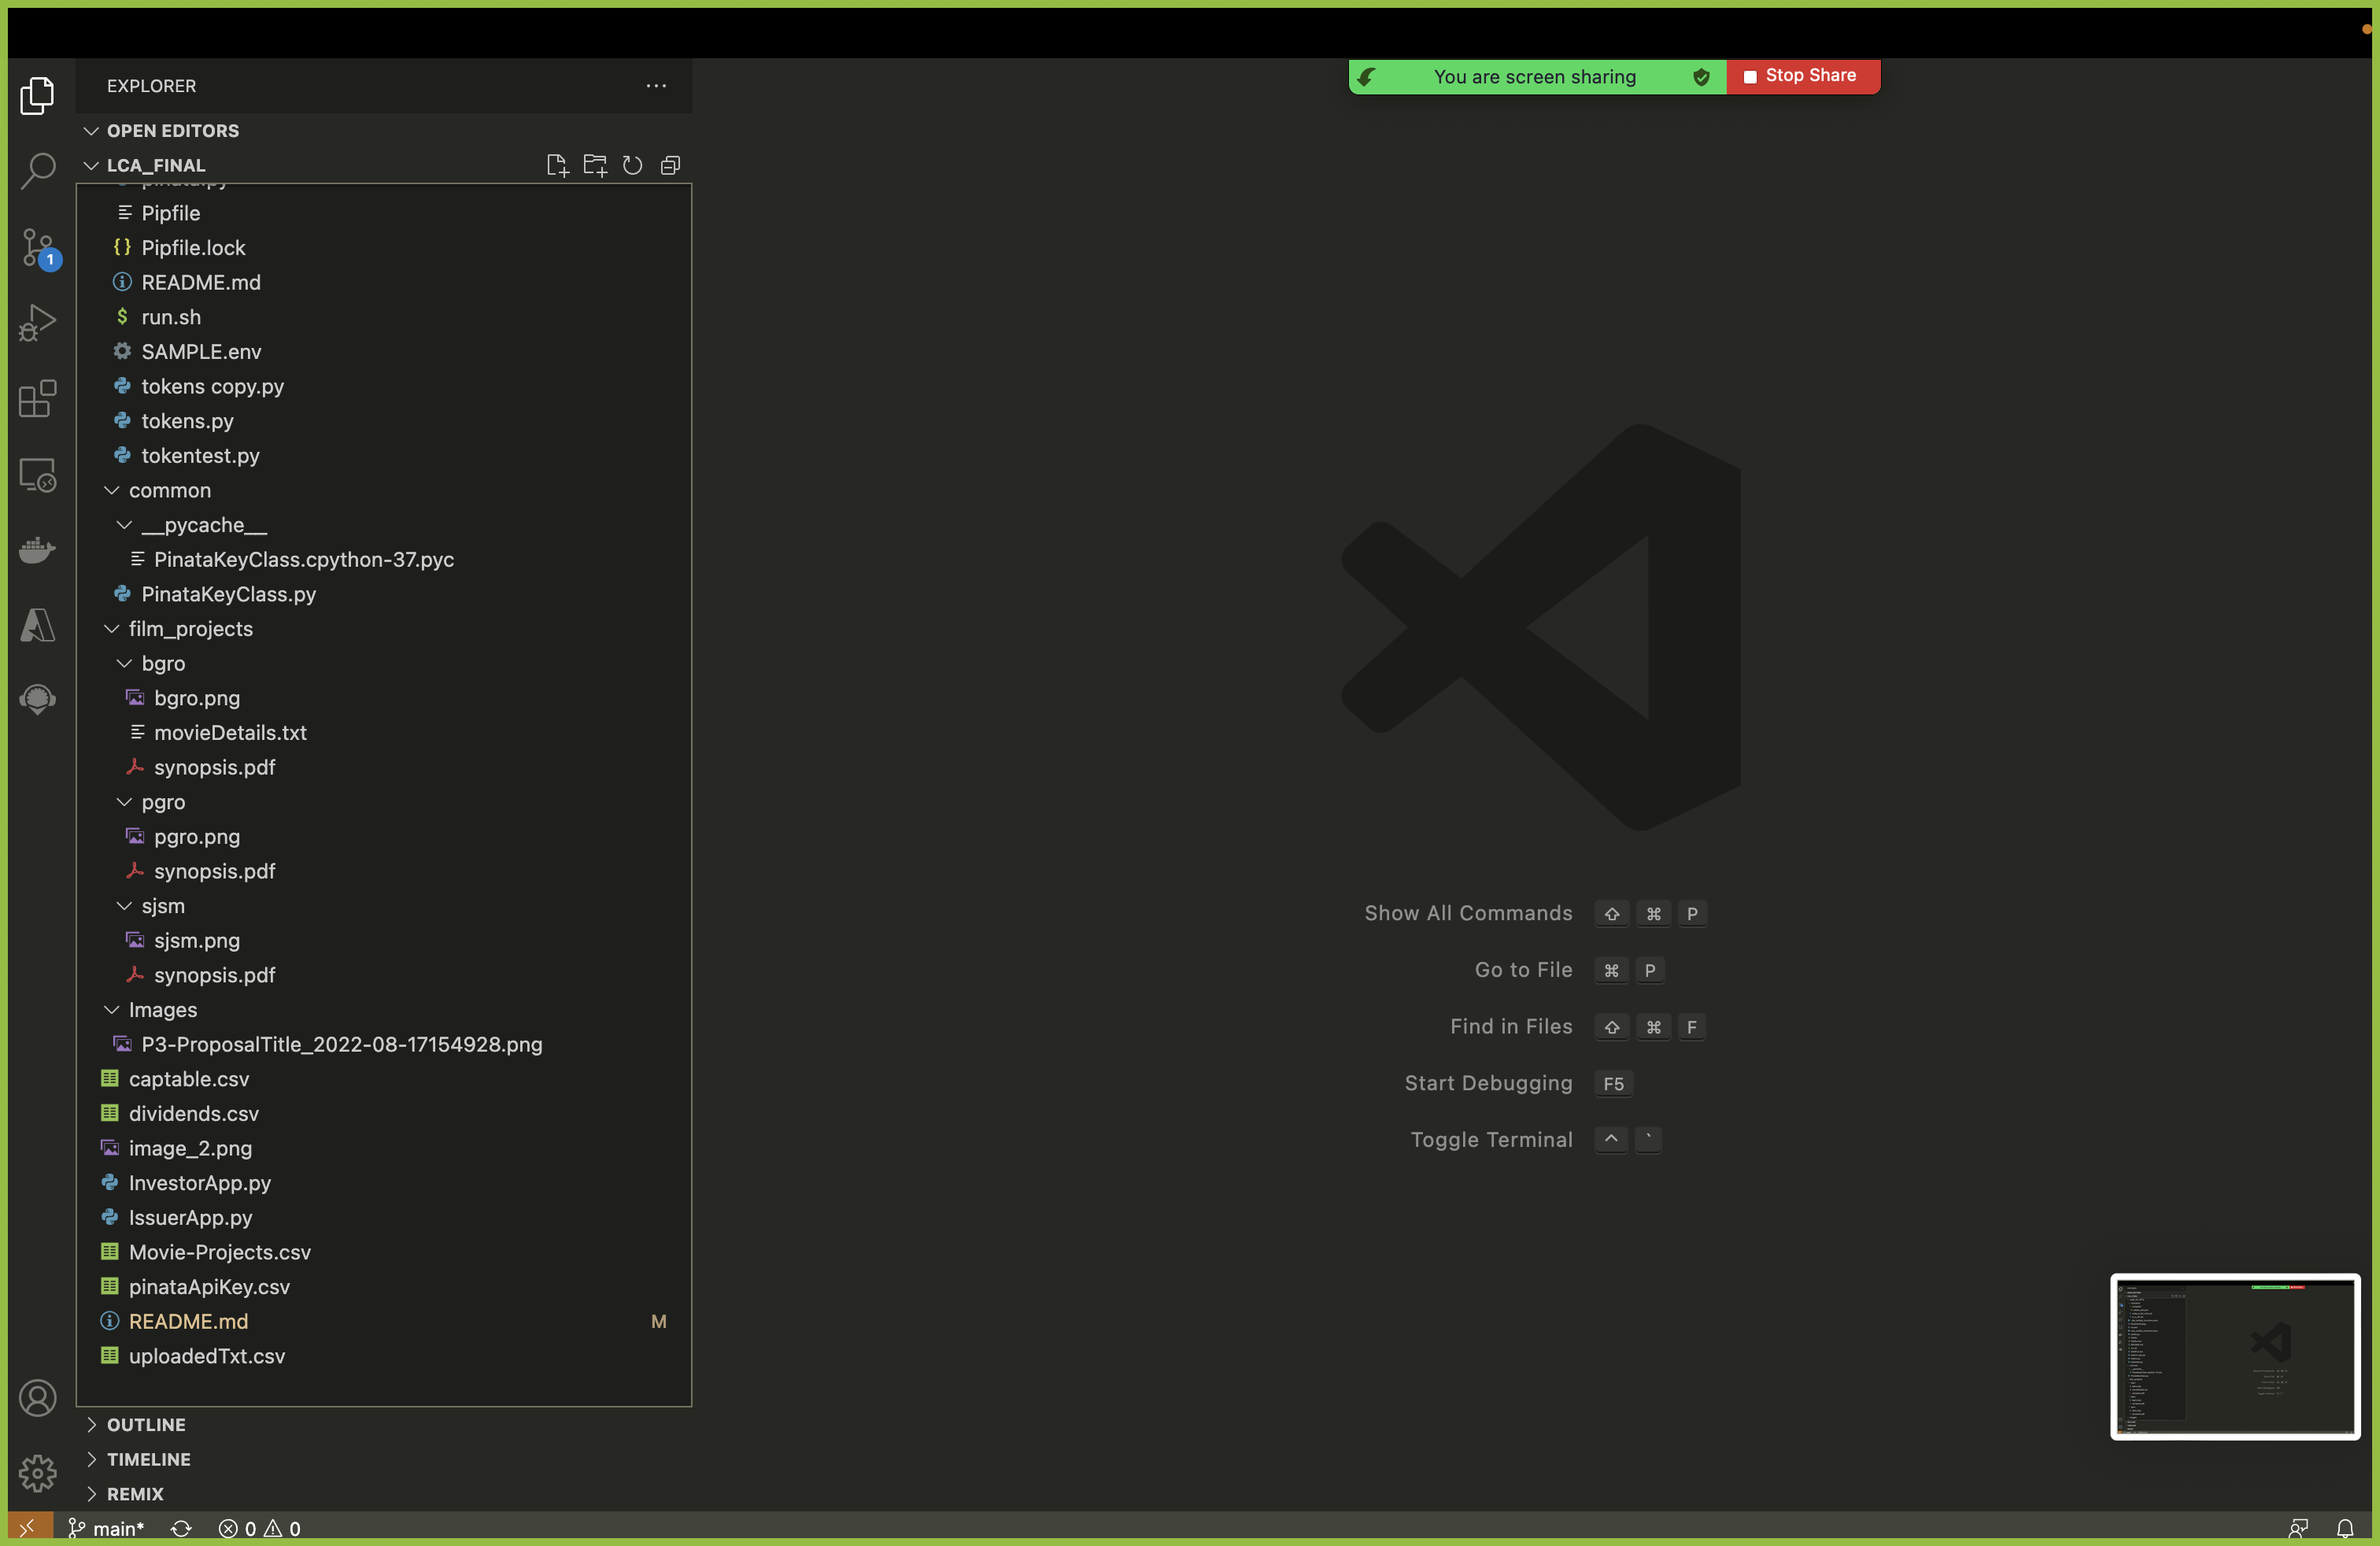 You are screen sharing
Stop Share
EXPLORER
OPEN EDITORS
LCA_FINAL
pinata.py
Pipfile
Pipfile.lock
README.md
run.sh
SAMPLE.env
tokens copy.py
tokens.py
tokentest.py
common
__pycache__
PinataKeyClass.cpython-37.pyc
PinataKeyClass.py
film_projects
bgro
bgro.png
movieDetails.txt
synopsis.pdf
pgro
pgro.png
synopsis.pdf
sjsm
sjsm.png
synopsis.pdf
Images
P3-ProposalTitle_2022-08-17154928.png
captable.csv
dividends.csv
image_2.png
InvestorApp.py
IssuerApp.py
Movie-Projects.csv
pinataApiKey.csv
README.md M
uploadedTxt.csv
OUTLINE
TIMELINE
REMIX
1
Show All Commands ⇧ ⌘ P
Go to File ⌘ P
Find in Files ⇧ ⌘ F
Start Debugging F5
Toggle Terminal ^ `
main* 0 0